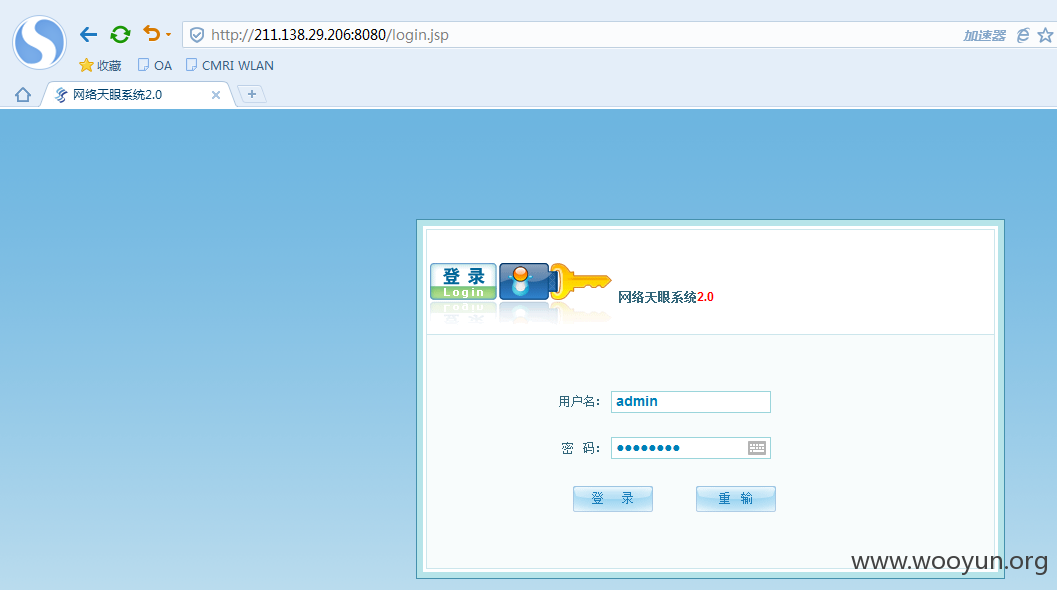 http://211.138.29.206:8080/login.jsp
加速器
收藏
OA
CMRI WLAN
网络天眼系统2.0
登 录
Login
网络天眼系统2.0
用户名:
admin
密 码:
••••••••
登 录
重 输
www.wooyun.org